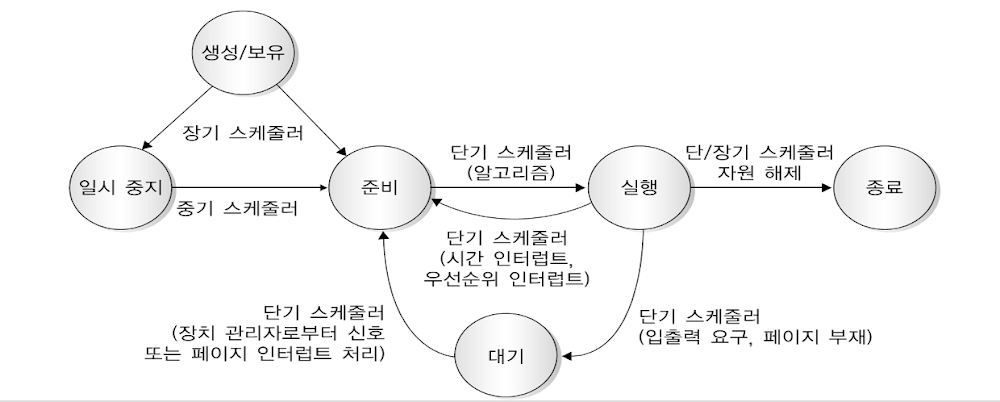 생성/보유
장기 스케줄러
일시 중지
중기 스케줄러
준비
단기 스케줄러
(알고리즘)
실행
단/장기 스케줄러
자원 해제
종료
단기 스케줄러
(시간 인터럽트,
우선순위 인터럽트)
단기 스케줄러
(장치 관리자로부터 신호
또는 페이지 인터럽트 처리)
대기
단기 스케줄러
(입출력 요구, 페이지 부재)